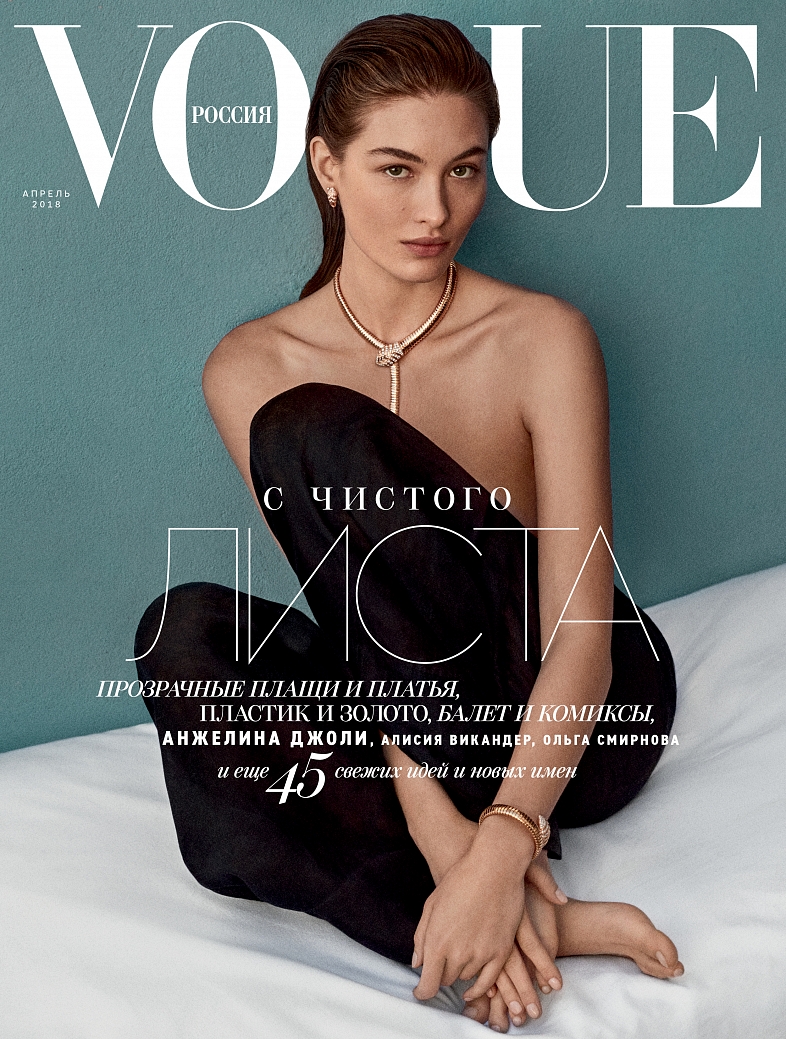 VOGUE
РОССИЯ
АПРЕЛЬ
2018
С ЧИСТОГО
ЛИСТА
ПРОЗРАЧНЫЕ ПЛАЩИ И ПЛАТЬЯ,
ПЛАСТИК И ЗОЛОТО, БАЛЕТ И КОМИКСЫ,
АНЖЕЛИНА ДЖОЛИ, АЛИСИЯ ВИКАНДЕР, ОЛЬГА СМИРНОВА
и еще 45 свежих идей и новых имен